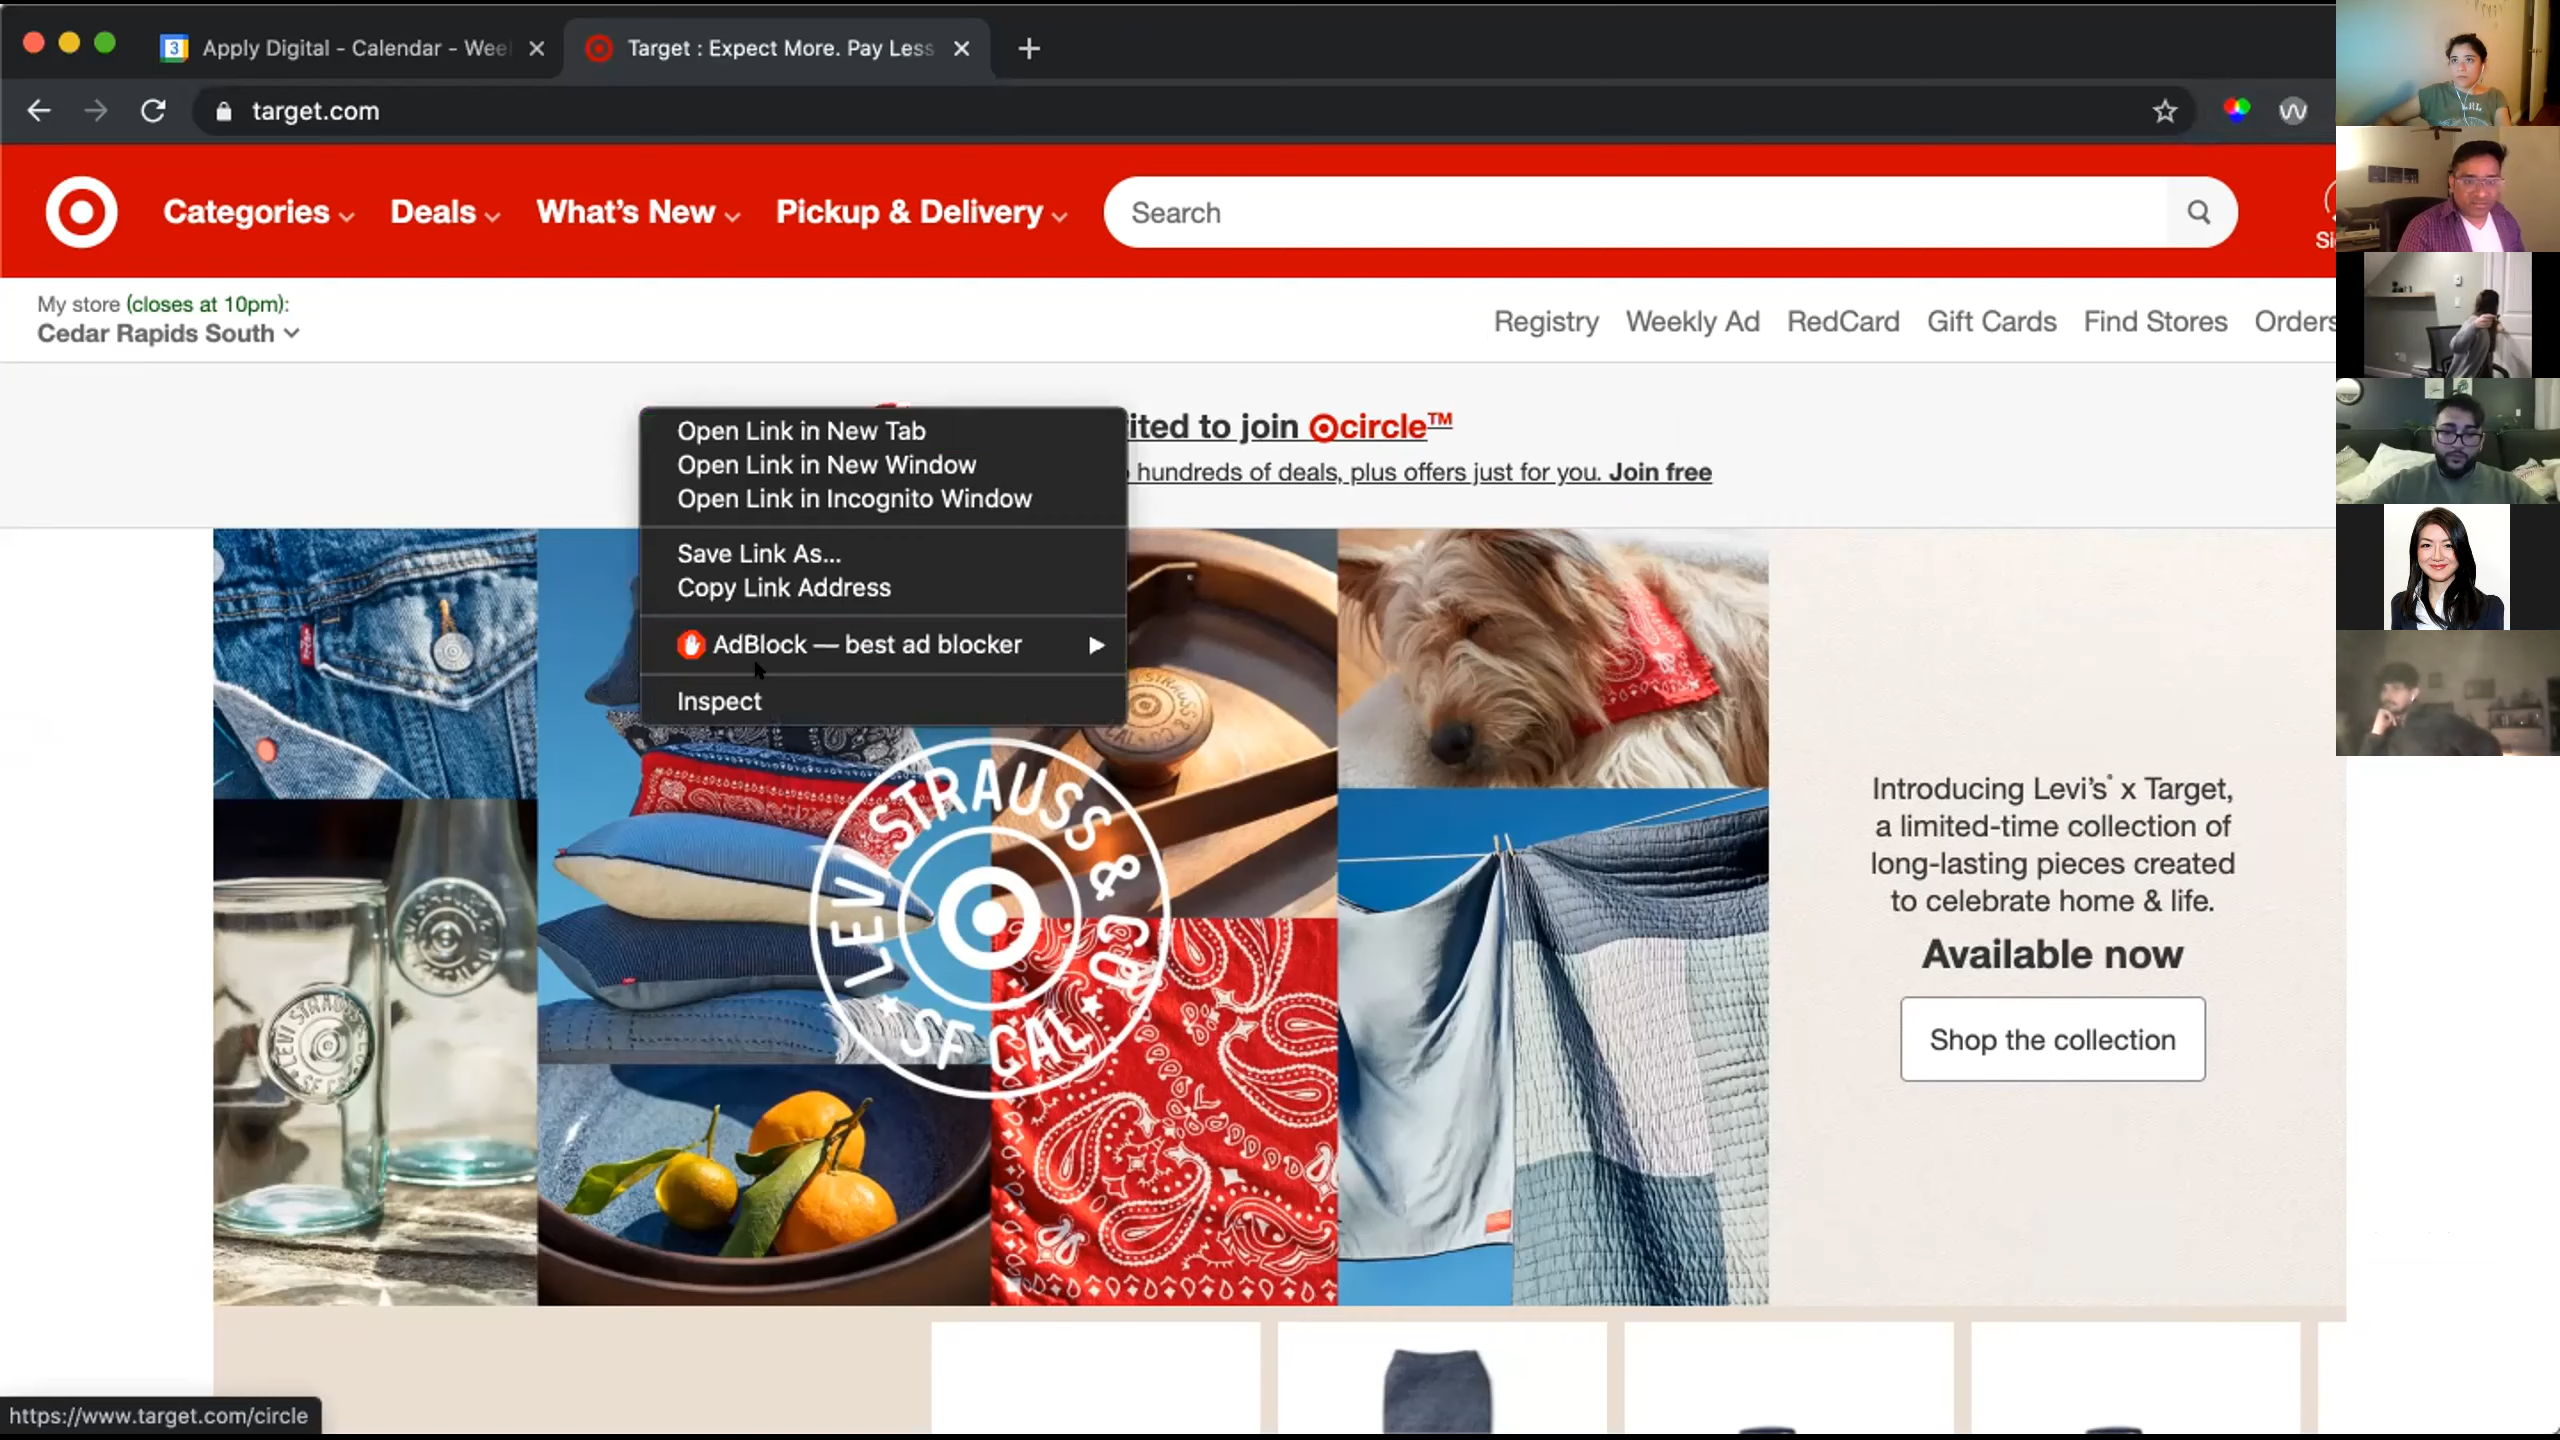 Apply Digital - Calendar - Wee
Target : Expect More. Pay Less
target.com
Categories
Deals
What's New
Pickup & Delivery
Search
My store (closes at 10pm):
Cedar Rapids South
Registry
Weekly Ad
RedCard
Gift Cards
Find Stores
Orders
ited to join circle™
hundreds of deals, plus offers just for you. Join free
Open Link in New Tab
Open Link in New Window
Open Link in Incognito Window
Save Link As...
Copy Link Address
AdBlock — best ad blocker
Inspect
LEVI STRAUSS & CO
SF CAL
LEVI STRAUSS
SF CAL
Introducing Levi's® x Target,
a limited-time collection of
long-lasting pieces created
to celebrate home & life.
Available now
Shop the collection
https://www.target.com/circle